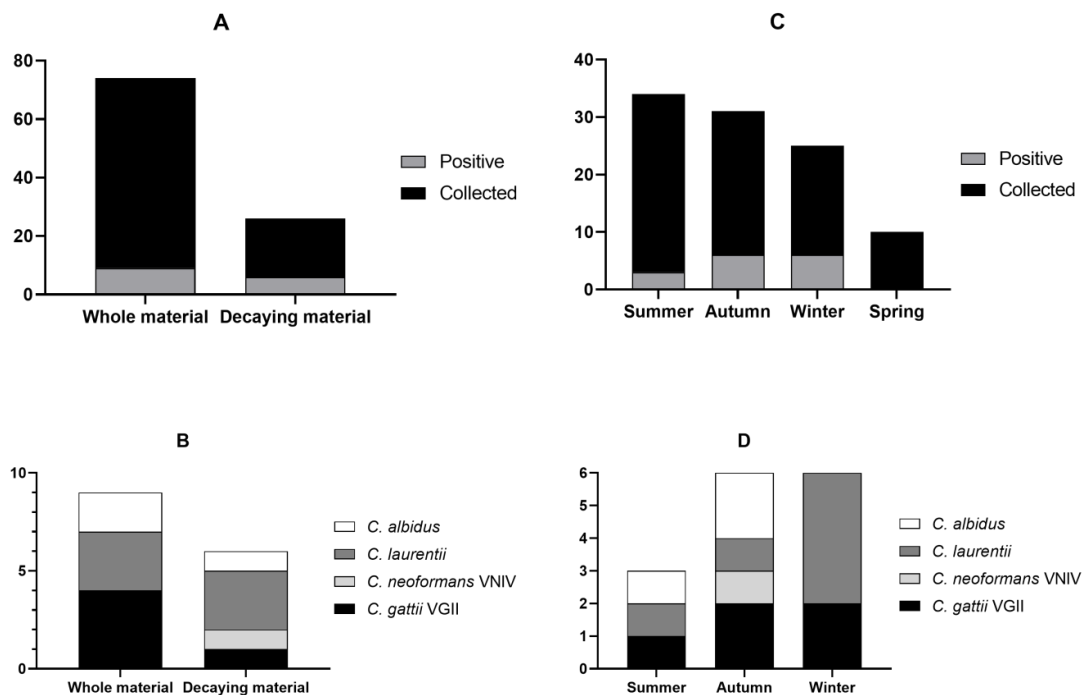 A
80
60
40
20
0
Whole material Decaying material
Positive
Collected
C
40
30
20
10
0
Summer Autumn Winter Spring
Positive
Collected
B
10
5
0
Whole material Decaying material
C. albidus
C. laurentii
C. neoformans VNIV
C. gattii VGII
D
6
5
4
3
2
1
0
Summer Autumn Winter
C. albidus
C. laurentii
C. neoformans VNIV
C. gattii VGII